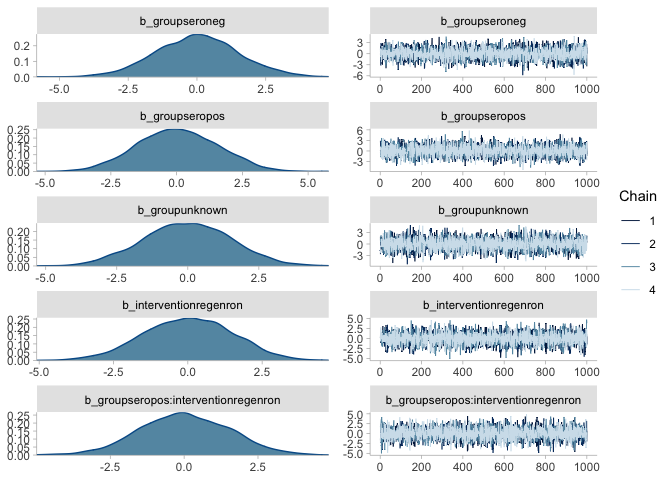 b_groupseroneg
0.2
0.1
0.0
-5.0 -2.5 0.0 2.5
b_groupseroneg
3
0
-3
-6
0 200 400 600 800 1000
b_groupseropos
0.25
0.20
0.15
0.10
0.05
0.00
-5.0 -2.5 0.0 2.5 5.0
b_groupseropos
6
3
0
-3
0 200 400 600 800 1000
b_groupunknown
0.20
0.15
0.10
0.05
0.00
-5.0 -2.5 0.0 2.5
b_groupunknown
3
0
-3
0 200 400 600 800 1000
b_interventionregenron
0.25
0.20
0.15
0.10
0.05
0.00
-5.0 -2.5 0.0 2.5
b_interventionregenron
5.0
2.5
0.0
-2.5
-5.0
0 200 400 600 800 1000
b_groupseropos:interventionregenron
0.25
0.20
0.15
0.10
0.05
0.00
-2.5 0.0 2.5
b_groupseropos:interventionregenron
5.0
2.5
0.0
-2.5
-5.0
0 200 400 600 800 1000
Chain
1
2
3
4